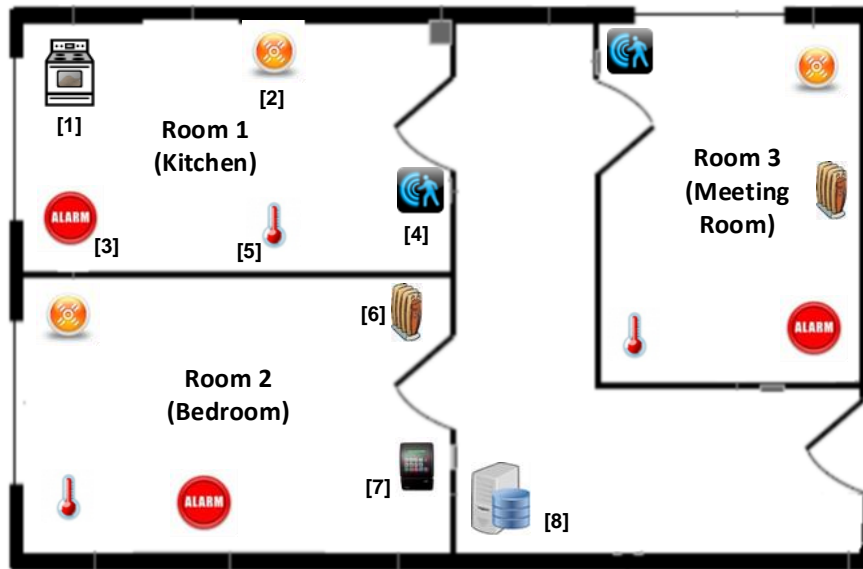 [1]
[2]
Room 1
(Kitchen)
ALARM
[3]
[5]
[4]
Room 3
(Meeting
Room)
ALARM
[6]
Room 2
(Bedroom)
[7]
ALARM
[8]